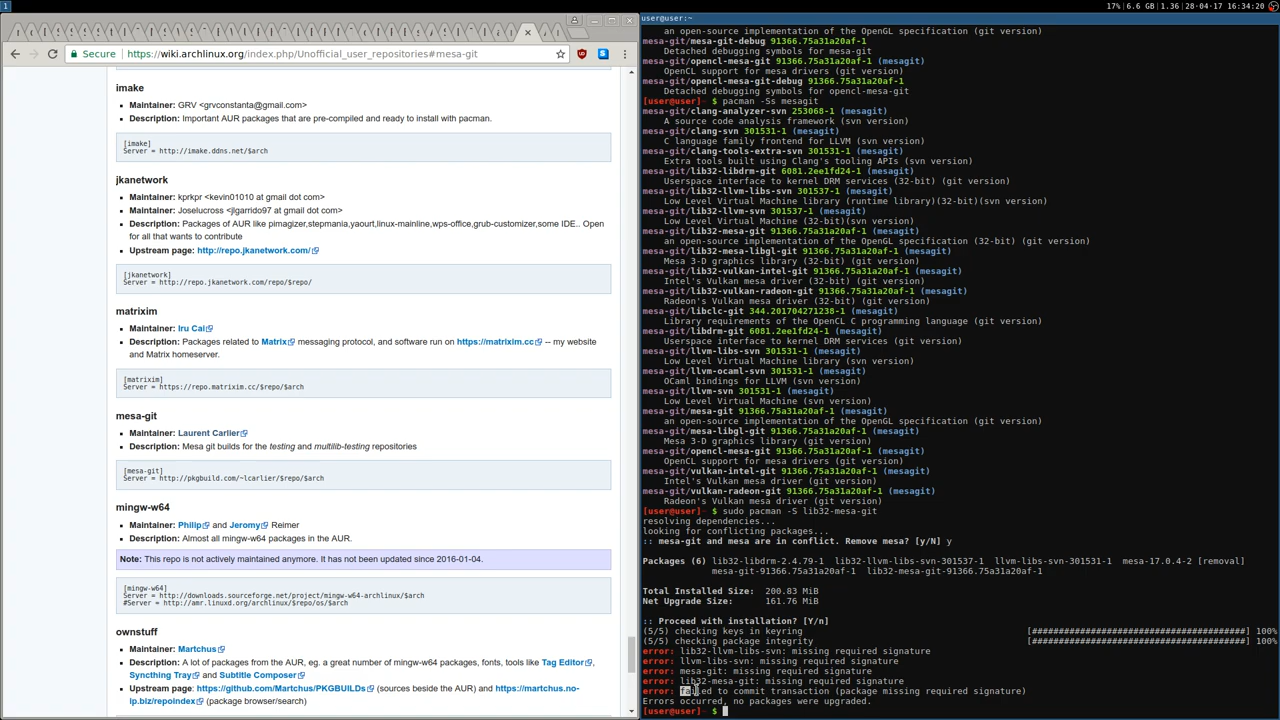 1
17%| 6.6 GB |1.36| 28-04-17 |16:34:20
Secure
https://wiki.archlinux.org/index.php/Unofficial_user_repositories#mesa-git
imake
• Maintainer: GRV <grvconstanta@gmail.com>
• Description: Important AUR packages that are pre-compiled and ready to install with pacman.
[imake]
Server = http://imake.ddns.net/$arch
jkanetwork
• Maintainer: kprkpr <kevin01010 at gmail dot com>
• Maintainer: Joselucross <jlgarrido97 at gmail dot com>
• Description: Packages of AUR like pimagizer,stepmania,yaourt,linux-mainline,wps-office,grub-customizer,some IDE.. Open
for all that wants to contribute
• Upstream page: http://repo.jkanetwork.com/
[jkanetwork]
Server = http://repo.jkanetwork.com/repo/$repo/
matrixim
• Maintainer: Iru Cai
• Description: Packages related to Matrix messaging protocol, and software run on https://matrixim.cc -- my website
and Matrix homeserver.
[matrixim]
Server = https://repo.matrixim.cc/$repo/$arch
mesa-git
• Maintainer: Laurent Carlier
• Description: Mesa git builds for the testing and multilib-testing repositories
[mesa-git]
Server = http://pkgbuild.com/~lcarlier/$repo/$arch
mingw-w64
• Maintainer: Philip and Jeromy Reimer
• Description: Almost all mingw-w64 packages in the AUR.
Note: This repo is not actively maintained anymore. It has not been updated since 2016-01-04.
[mingw-w64]
Server = http://downloads.sourceforge.net/project/mingw-w64-archlinux/$arch
#Server = http://amr.linuxd.org/archlinux/$repo/os/$arch
ownstuff
• Maintainer: Martchus
• Description: A lot of packages from the AUR, eg. a great number of mingw-w64 packages, fonts, tools like Tag Editor,
Syncthing Tray and Subtitle Composer
• Upstream page: https://github.com/Martchus/PKGBUILDs (sources beside the AUR) and https://martchus.no-
ip.biz/repoindex (package browser/search)
user@user:~
an open-source implementation of the OpenGL specification (git version)
mesa-git/mesa-git-debug 91366.75a31a20af-1
Detached debugging symbols for mesa-git
mesa-git/opencl-mesa-git 91366.75a31a20af-1 (mesagit)
OpenCL support for mesa drivers (git version)
mesa-git/opencl-mesa-git-debug 91366.75a31a20af-1
Detached debugging symbols for opencl-mesa-git
[user@user]~ $ pacman -Ss mesagit
mesa-git/clang-analyzer-svn 253068-1 (mesagit)
A source code analysis framework (svn version)
mesa-git/clang-svn 301531-1 (mesagit)
C language family frontend for LLVM (svn version)
mesa-git/clang-tools-extra-svn 301531-1 (mesagit)
Extra tools built using Clang's tooling APIs (svn version)
mesa-git/lib32-libdrm-git 6081.2ee1fd24-1 (mesagit)
Userspace interface to kernel DRM services (32-bit) (git version)
mesa-git/lib32-llvm-libs-svn 301537-1 (mesagit)
Low Level Virtual Machine (runtime library)(32-bit)(svn version)
mesa-git/lib32-llvm-svn 301537-1 (mesagit)
Low Level Virtual Machine (32-bit)(svn version)
mesa-git/lib32-mesa-git 91366.75a31a20af-1 (mesagit)
an open-source implementation of the OpenGL specification (32-bit) (git version)
mesa-git/lib32-mesa-libgl-git 91366.75a31a20af-1 (mesagit)
Mesa 3-D graphics library (32-bit) (git version)
mesa-git/lib32-vulkan-intel-git 91366.75a31a20af-1 (mesagit)
Intel's Vulkan mesa driver (32-bit) (git version)
mesa-git/lib32-vulkan-radeon-git 91366.75a31a20af-1 (mesagit)
Radeon's Vulkan mesa driver (32-bit) (git version)
mesa-git/libclc-git 344.201704271238-1 (mesagit)
Library requirements of the OpenCL C programming language (git version)
mesa-git/libdrm-git 6081.2ee1fd24-1 (mesagit)
Userspace interface to kernel DRM services (git version)
mesa-git/llvm-libs-svn 301531-1 (mesagit)
Low Level Virtual Machine library (svn version)
mesa-git/llvm-ocaml-svn 301531-1 (mesagit)
OCaml bindings for LLVM (svn version)
mesa-git/llvm-svn 301531-1 (mesagit)
Low Level Virtual Machine (svn version)
mesa-git/mesa-git 91366.75a31a20af-1 (mesagit)
an open-source implementation of the OpenGL specification (git version)
mesa-git/mesa-libgl-git 91366.75a31a20af-1 (mesagit)
Mesa 3-D graphics library (git version)
mesa-git/opencl-mesa-git 91366.75a31a20af-1 (mesagit)
OpenCL support for mesa drivers (git version)
mesa-git/vulkan-intel-git 91366.75a31a20af-1 (mesagit)
Intel's Vulkan mesa driver (git version)
mesa-git/vulkan-radeon-git 91366.75a31a20af-1 (mesagit)
Radeon's Vulkan mesa driver (git version)
[user@user]~ $ sudo pacman -S lib32-mesa-git
resolving dependencies...
looking for conflicting packages...
:: mesa-git and mesa are in conflict. Remove mesa? [y/N] y
Packages (6) lib32-libdrm-2.4.79-1 lib32-llvm-libs-svn-301537-1 llvm-libs-svn-301531-1 mesa-17.0.4-2 [removal]
mesa-git-91366.75a31a20af-1 lib32-mesa-git-91366.75a31a20af-1
Total Installed Size: 200.83 MiB
Net Upgrade Size: 161.76 MiB
:: Proceed with installation? [Y/n]
(5/5) checking keys in keyring [########################################] 100%
(5/5) checking package integrity [########################################] 100%
error: lib32-llvm-libs-svn: missing required signature
error: llvm-libs-svn: missing required signature
error: mesa-git: missing required signature
error: lib32-mesa-git: missing required signature
error: failed to commit transaction (package missing required signature)
Errors occurred, no packages were upgraded.
[user@user]~ $